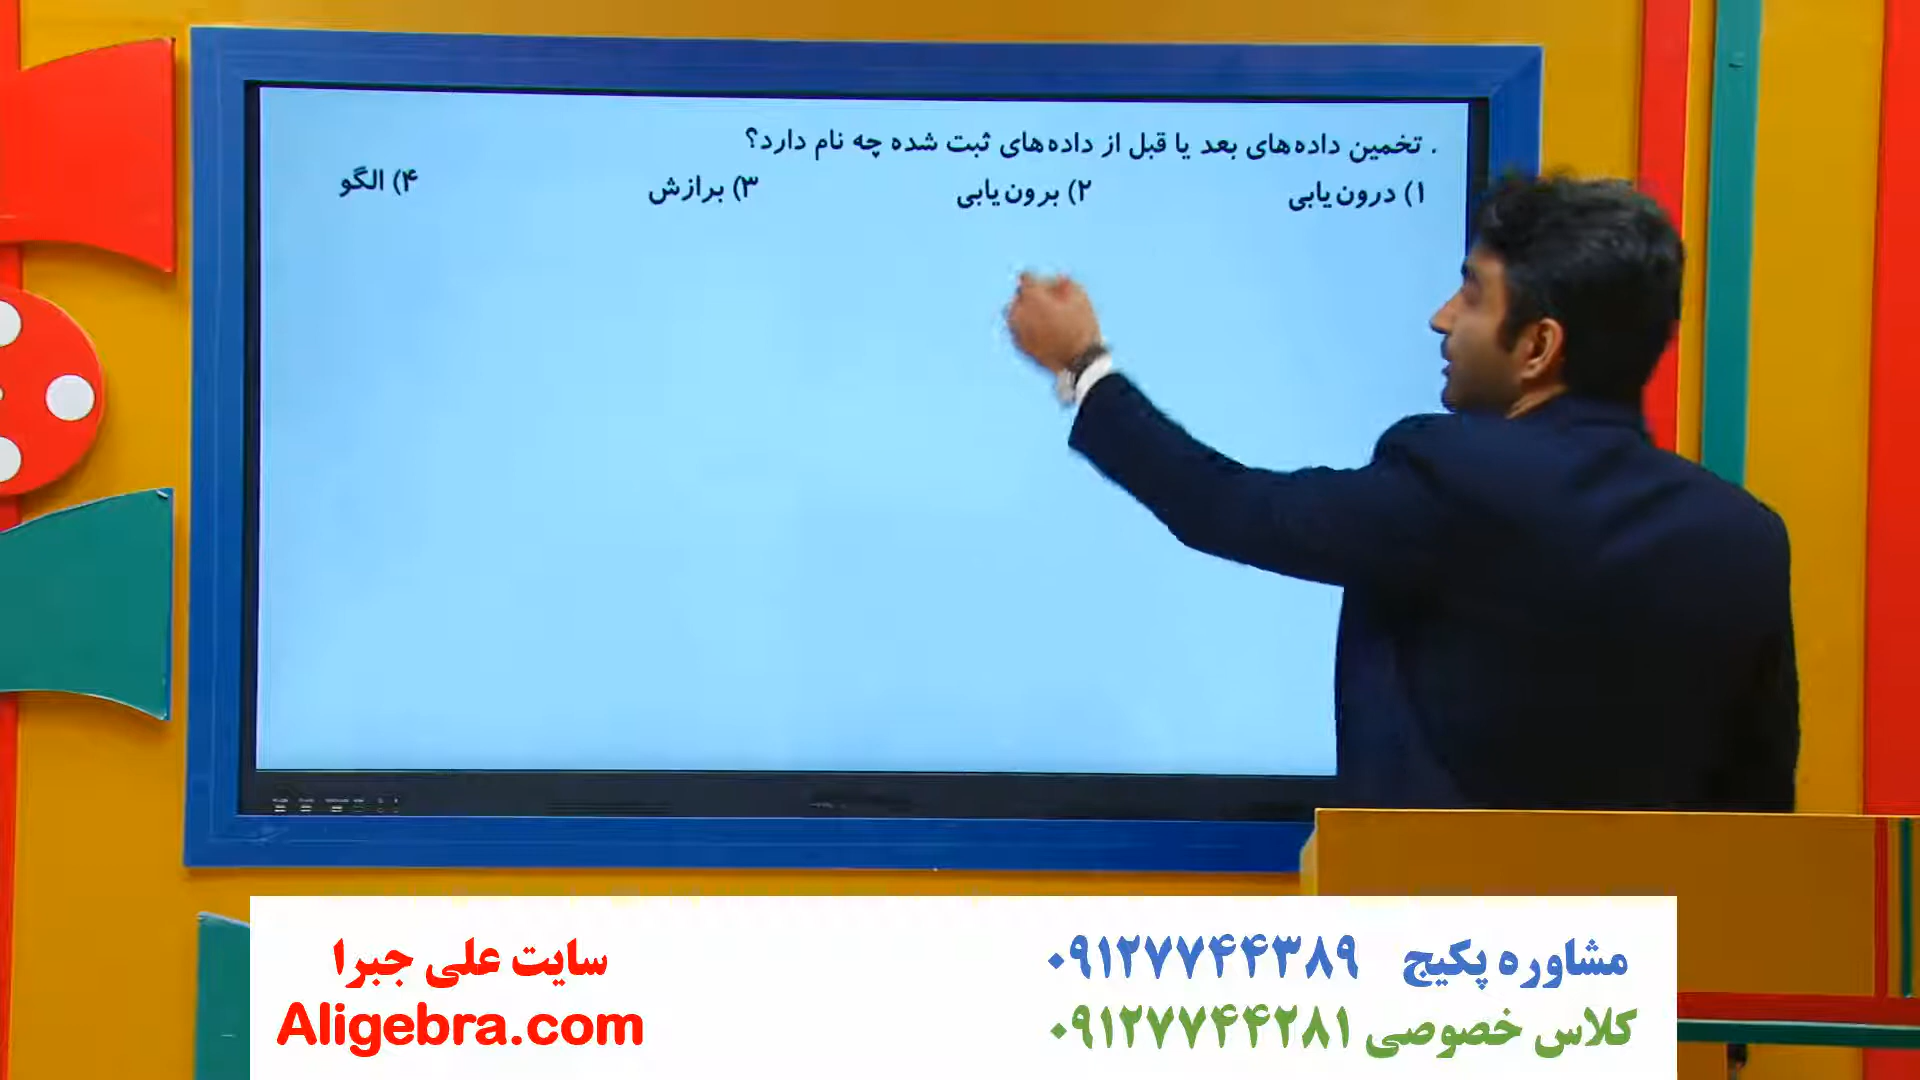 . تخمین داده‌های بعد یا قبل از داده‌های ثبت شده چه نام دارد؟
۱) درون‌یابی ۲) برون‌یابی ۳) برازش ۴) الگو
مشاوره پکیج ۰۹۱۲۷۷۴۴۳۸۹
کلاس خصوصی ۰۹۱۲۷۷۴۴۲۸۱
سایت علی جبرا
Aligebra.com